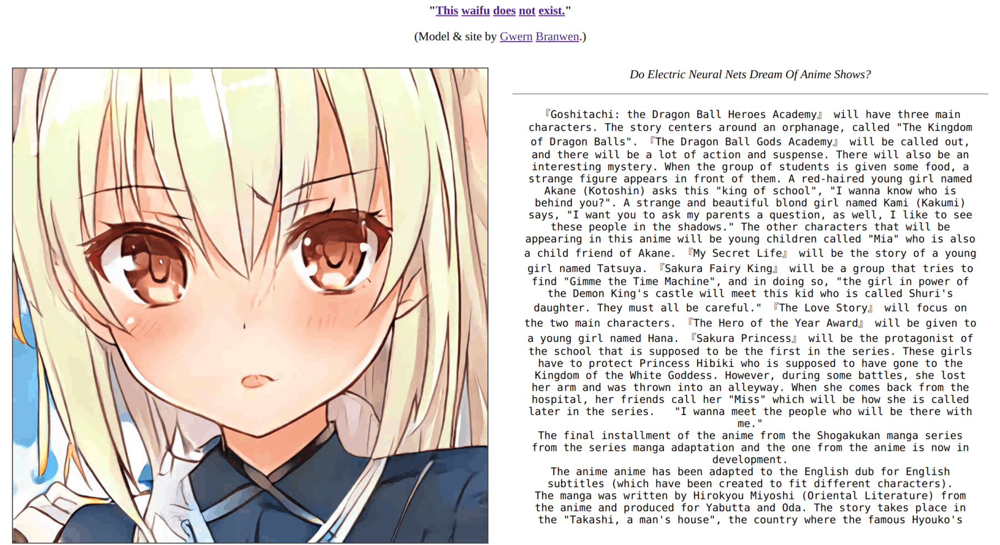 "This waifu does not exist."
(Model & site by Gwern Branwen.)
Do Electric Neural Nets Dream Of Anime Shows?
『Goshitachi: the Dragon Ball Heroes Academy』 will have three main
characters. The story centers around an orphanage, called "The Kingdom
of Dragon Balls". 『The Dragon Ball Gods Academy』 will be called out,
and there will be a lot of action and suspense. There will also be an
interesting mystery. When the group of students is given some food, a
strange figure appears in front of them. A red-haired young girl named
Akane (Kotoshin) asks this "king of school", "I wanna know who is
behind you?". A strange and beautiful blond girl named Kami (Kakumi)
says, "I want you to ask my parents a question, as well, I like to see
these people in the shadows." The other characters that will be
appearing in this anime will be young children called "Mia" who is also
a child friend of Akane. 『My Secret Life』 will be the story of a young
girl named Tatsuya. 『Sakura Fairy King』 will be a group that tries to
find "Gimme the Time Machine", and in doing so, "the girl in power of
the Demon King's castle will meet this kid who is called Shuri's
daughter. They must all be careful." 『The Love Story』 will focus on
the two main characters. 『The Hero of the Year Award』 will be given to
a young girl named Hana. 『Sakura Princess』 will be the protagonist of
the school that is supposed to be the first in the series. These girls
have to protect Princess Hibiki who is supposed to have gone to the
Kingdom of the White Goddess. However, during some battles, she lost
her arm and was thrown into an alleyway. When she comes back from the
hospital, her friends call her "Miss" which will be how she is called
later in the series.   "I wanna meet the people who will be there with
me."
The final installment of the anime from the Shogakukan manga series
from the series manga adaptation and the one from the anime is now in
development.
The anime anime has been adapted to the English dub for English
subtitles (which have been created to fit different characters).
The manga was written by Hirokyou Miyoshi (Oriental Literature) from
the anime and produced for Yabutta and Oda. The story takes place in
the "Takashi, a man's house", the country where the famous Hyouko's